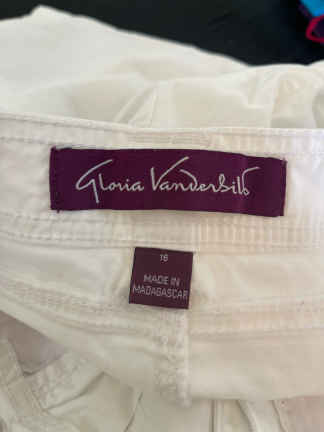 Gloria Vanderbilt
16
MADE IN
MADAGASCAR